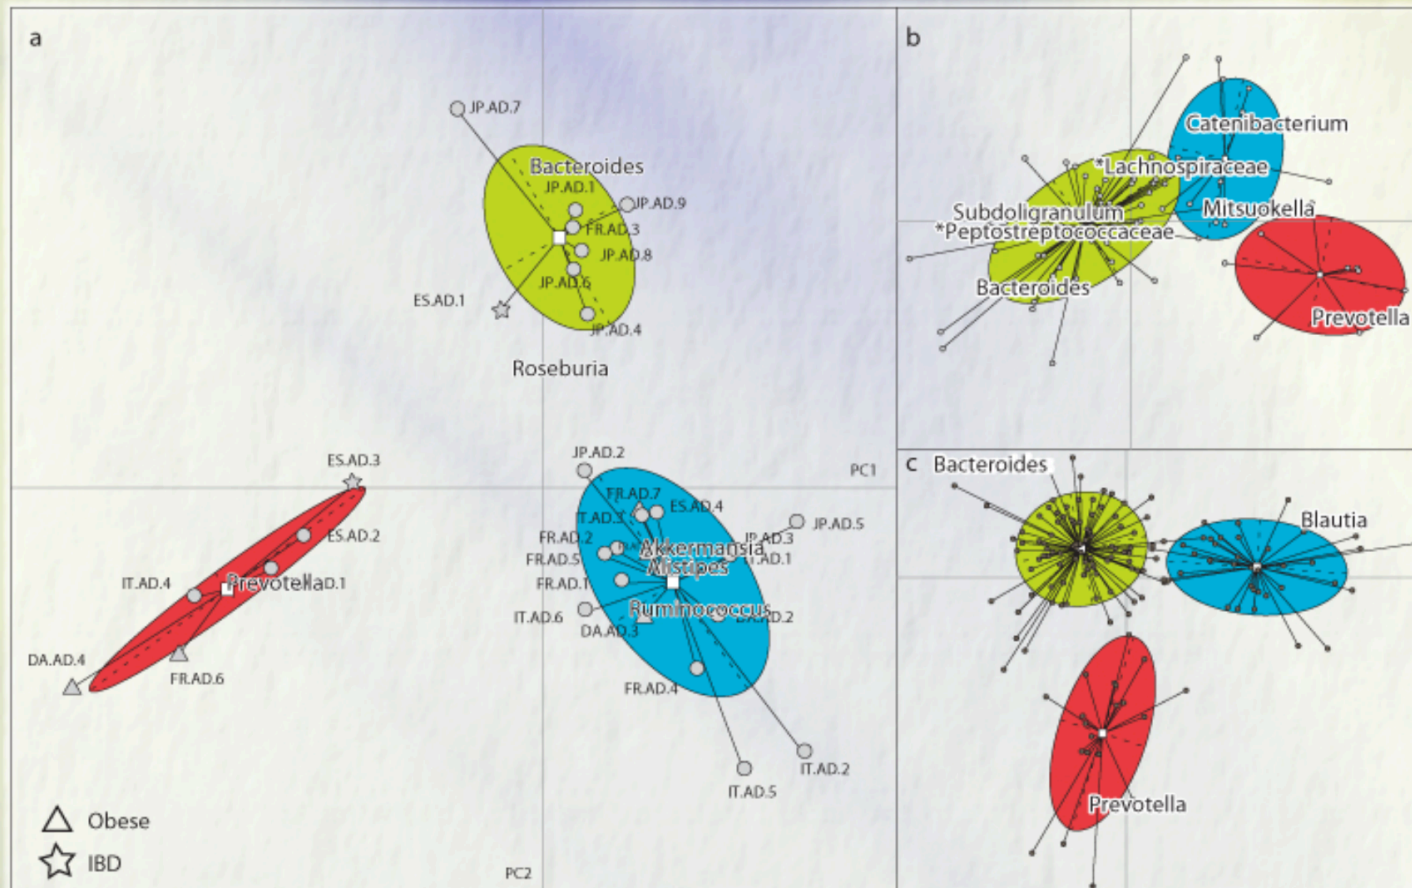 a
JP.AD.7
Bacteroides
JP.AD.1
JP.AD.9
FR.AD.3
JP.AD.8
JP.AD.6
ES.AD.1
JP.AD.4
Roseburia
JP.AD.2
PC1
ES.AD.3
FR.AD.7
ES.AD.4
IT.AD.3
JP.AD.5
ES.AD.2
FR.AD.2
JP.AD.3
Akkermansia
FR.AD.5
Alistipes
IT.AD.4
Prevotella
FR.AD.1
Ruminococcus
IT.AD.6
DA.AD.3
DA.AD.4
FR.AD.6
FR.AD.4
IT.AD.2
IT.AD.5
Obese
IBD
PC2
b
Catenibacterium
*Lachnospiraceae
Mitsuokella
Subdoligranulum
*Peptostreptococcaceae
Bacteroides
Prevotella
c
Bacteroides
Blautia
Prevotella